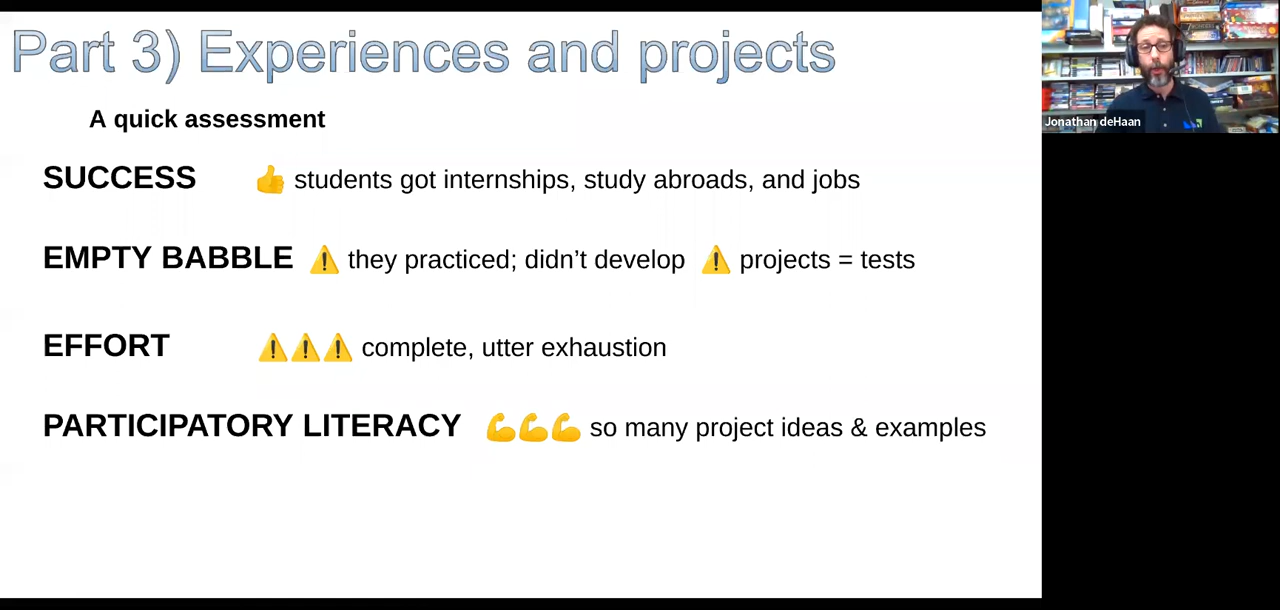 Part 3) Experiences and projects
A quick assessment
SUCCESS 👍 students got internships, study abroads, and jobs
EMPTY BABBLE ⚠️ they practiced; didn’t develop ⚠️ projects = tests
EFFORT ⚠️⚠️⚠️ complete, utter exhaustion
PARTICIPATORY LITERACY 💪💪💪 so many project ideas & examples
Jonathan deHaan